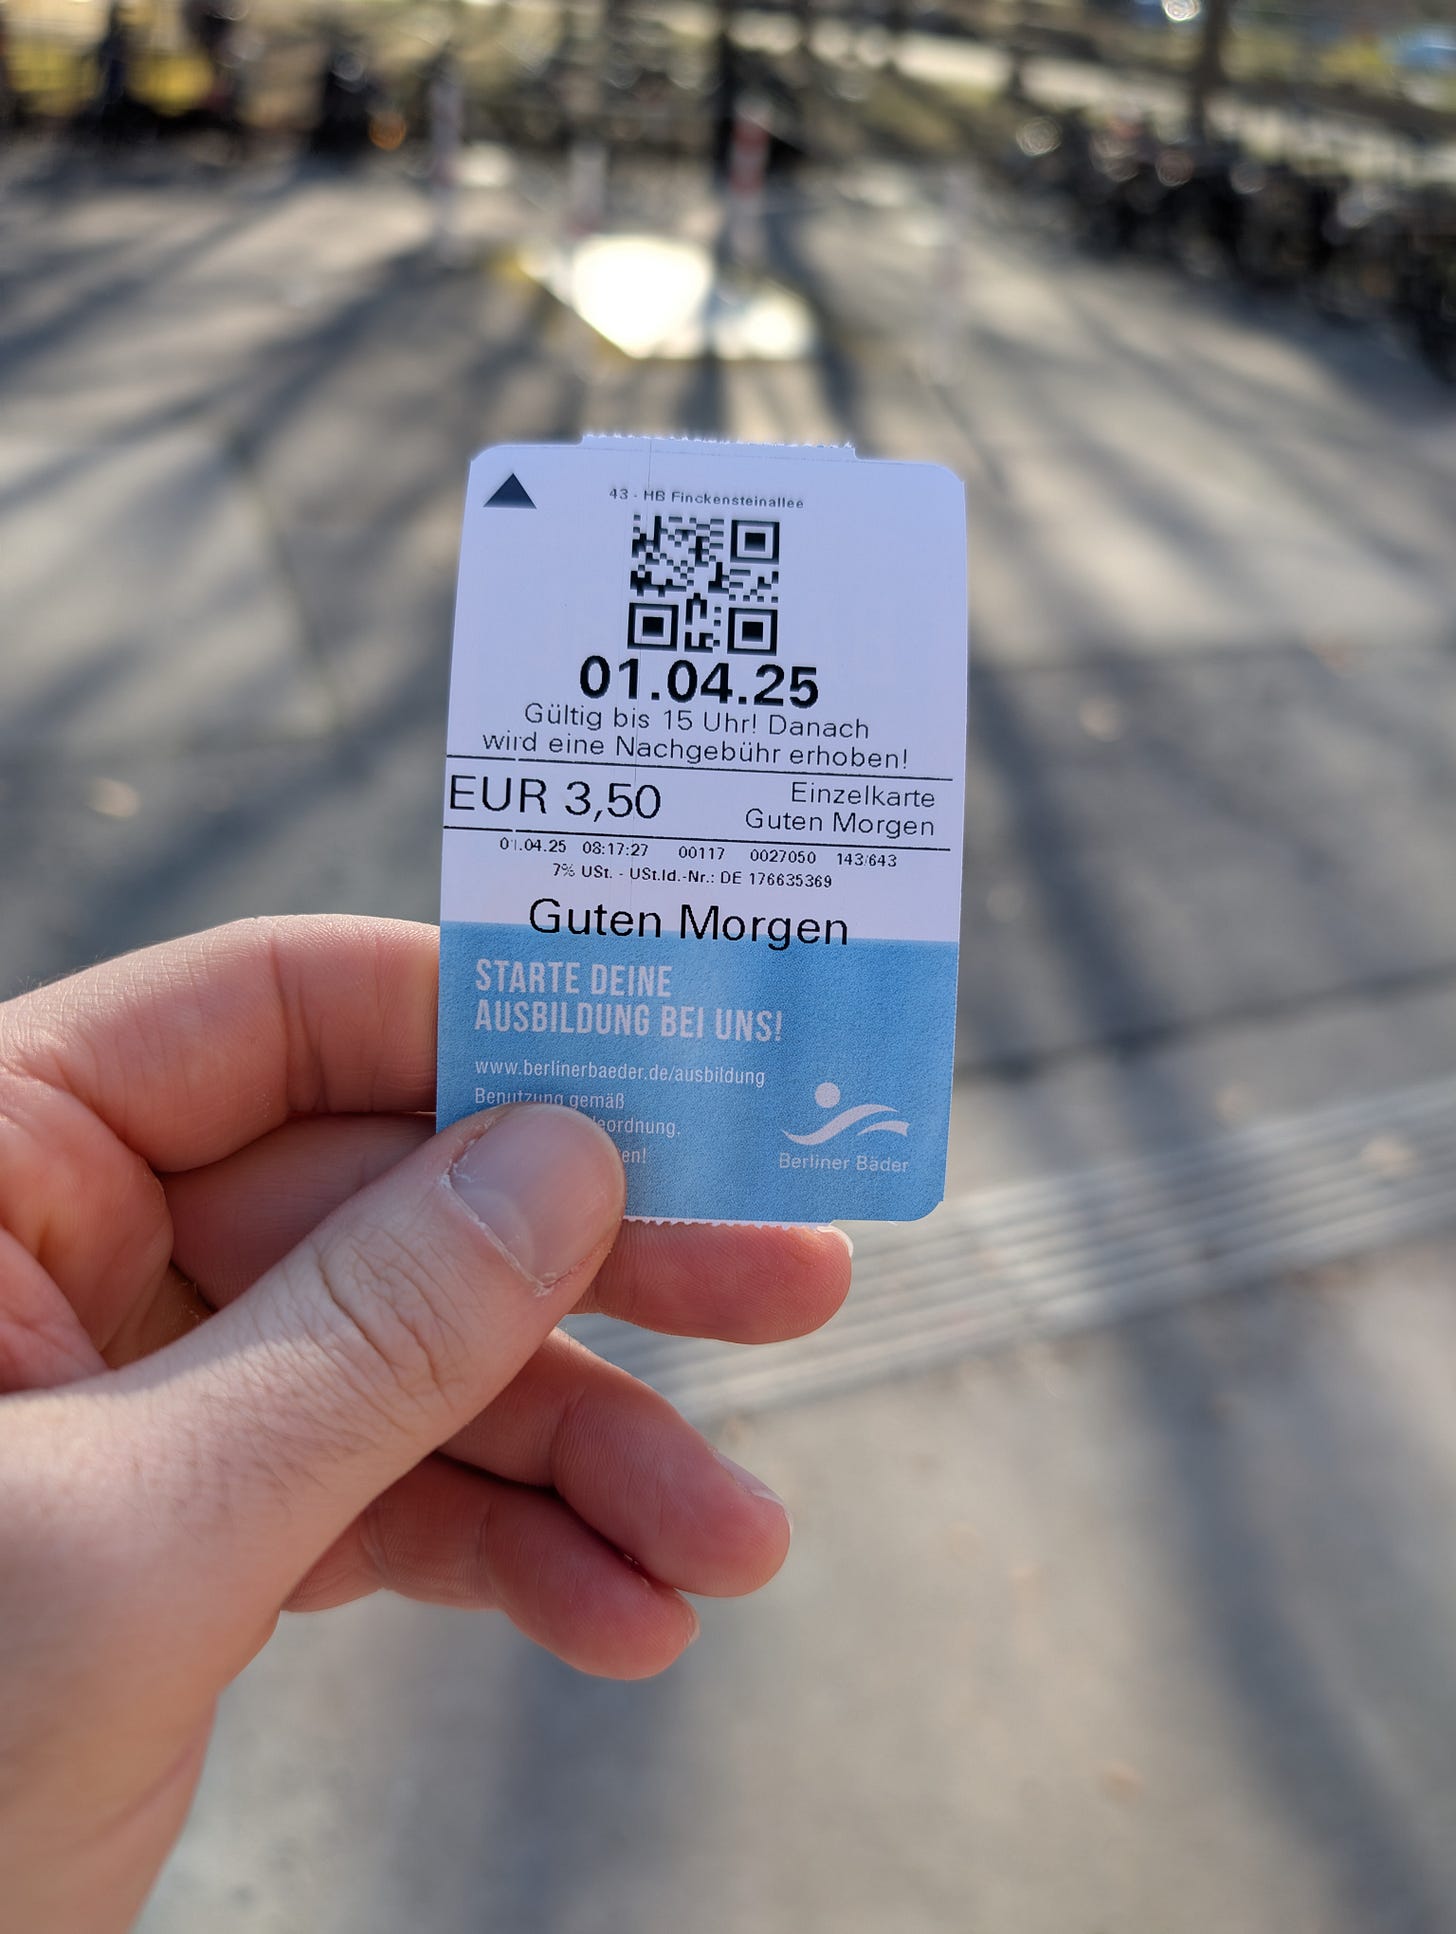 43 - HB Finckensteinallee
01.04.25
Gültig bis 15 Uhr! Danach
wird eine Nachgebühr erhoben!
EUR 3,50
Einzelkarte
Guten Morgen
01.04.25 08:17:27 00117 0027050 143/643
7% USt. - USt.Id.-Nr.: DE 176635369
Guten Morgen
STARTE DEINE
AUSBILDUNG BEI UNS!
www.berlinerbaeder.de/ausbildung
Benutzung gemäß
eordnung.
en!
Berliner Bäder